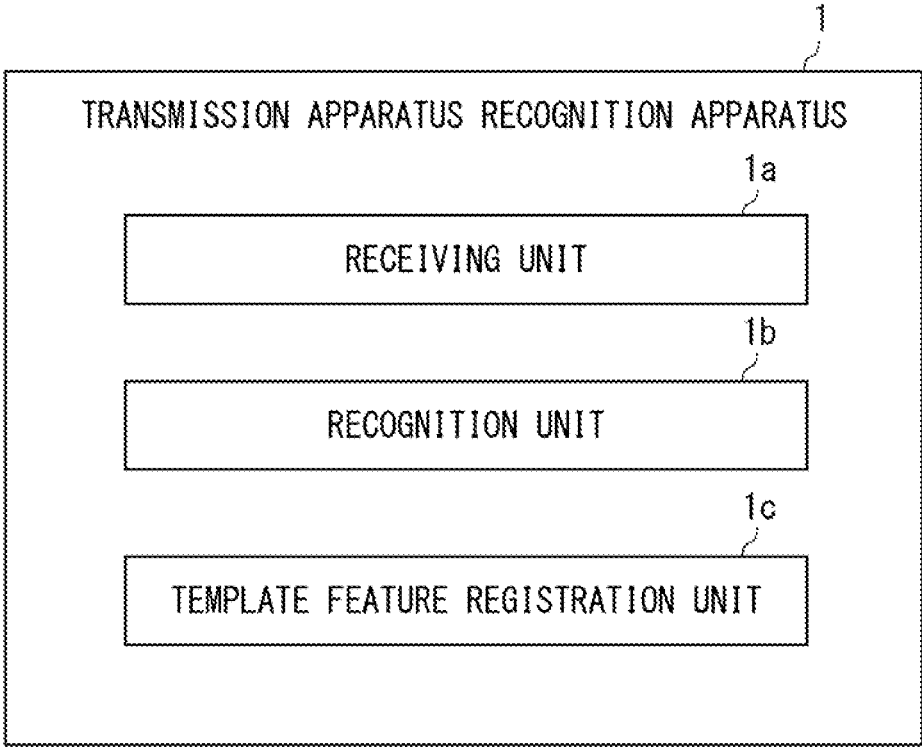 1
TRANSMISSION APPARATUS RECOGNITION APPARATUS
1a
RECEIVING UNIT
1b
RECOGNITION UNIT
1c
TEMPLATE FEATURE REGISTRATION UNIT